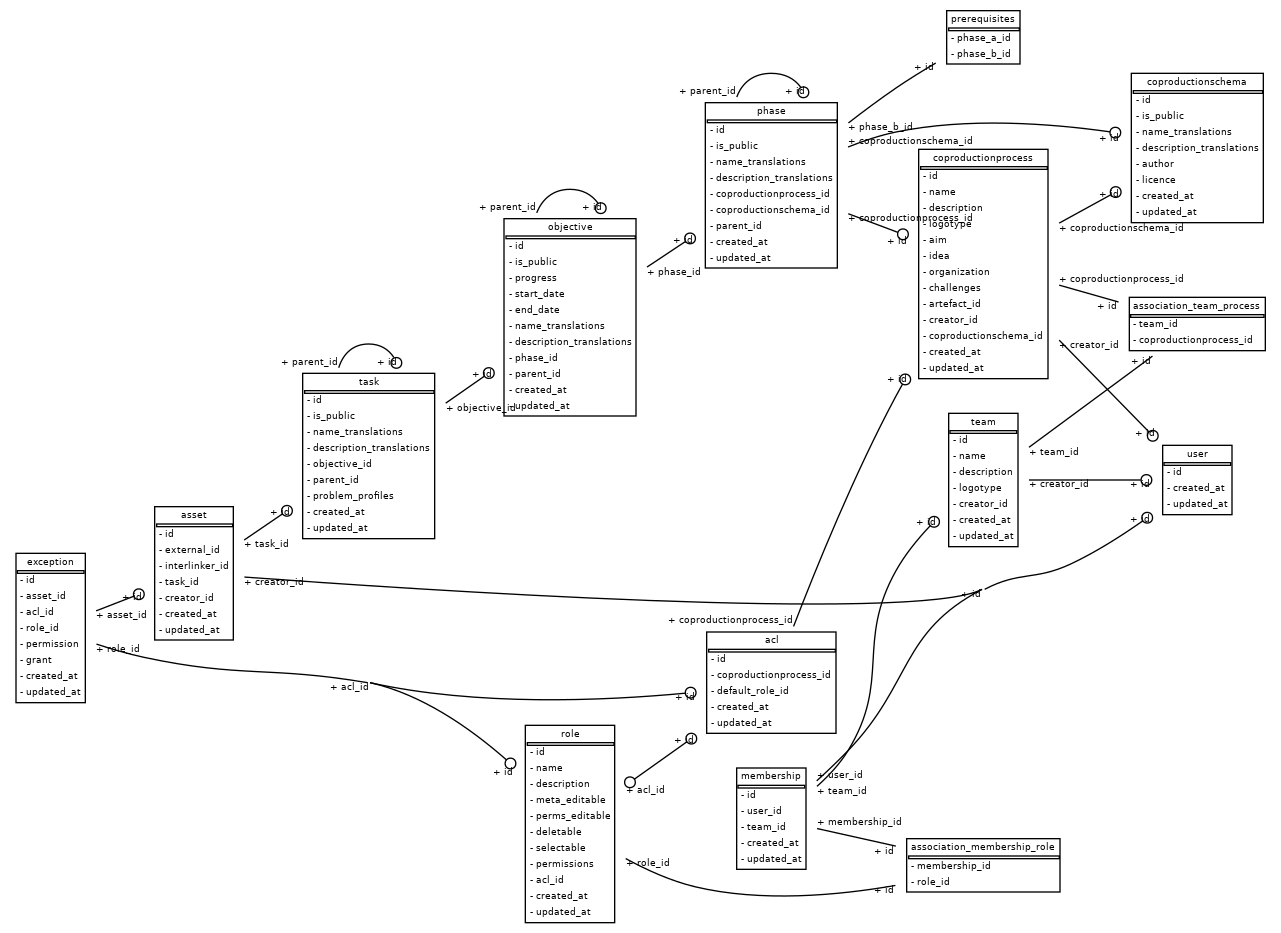 prerequisites
- phase_a_id
- phase_b_id
+ id
coproductionschema
- id
- is_public
- name_translations
- description_translations
- author
- licence
- created_at
- updated_at
+ id
+ id
+ parent_id
+ id
phase
- id
- is_public
- name_translations
- description_translations
- coproductionprocess_id
- coproductionschema_id
- parent_id
- created_at
- updated_at
+ phase_b_id
+ coproductionschema_id
+ coproductionprocess_id
+ id
coproductionprocess
- id
- name
- description
- logotype
- aim
- idea
- organization
- challenges
- artefact_id
- creator_id
- coproductionschema_id
- created_at
- updated_at
+ coproductionschema_id
+ coproductionprocess_id
+ id
+ creator_id
+ id
association_team_process
- team_id
- coproductionprocess_id
+ id
+ parent_id
+ id
objective
- id
- is_public
- progress
- start_date
- end_date
- name_translations
- description_translations
- phase_id
- parent_id
- created_at
- updated_at
+ id
+ phase_id
+ parent_id
+ id
task
- id
- is_public
- name_translations
- description_translations
- objective_id
- parent_id
- problem_profiles
- created_at
- updated_at
+ id
+ objective_id
team
- id
- name
- description
- logotype
- creator_id
- created_at
- updated_at
+ team_id
+ creator_id
+ id
+ id
+ id
user
- id
- created_at
- updated_at
+ id
asset
- id
- external_id
- interlinker_id
- task_id
- creator_id
- created_at
- updated_at
+ id
+ task_id
+ creator_id
+ id
exception
- id
- asset_id
- acl_id
- role_id
- permission
- grant
- created_at
- updated_at
+ id
+ asset_id
+ role_id
+ acl_id
+ coproductionprocess_id
acl
- id
- coproductionprocess_id
- default_role_id
- created_at
- updated_at
+ id
+ id
+ id
role
- id
- name
- description
- meta_editable
- perms_editable
- deletable
- selectable
- permissions
- acl_id
- created_at
- updated_at
+ acl_id
+ role_id
membership
- id
- user_id
- team_id
- created_at
- updated_at
+ user_id
+ team_id
+ membership_id
+ id
association_membership_role
- membership_id
- role_id
+ id